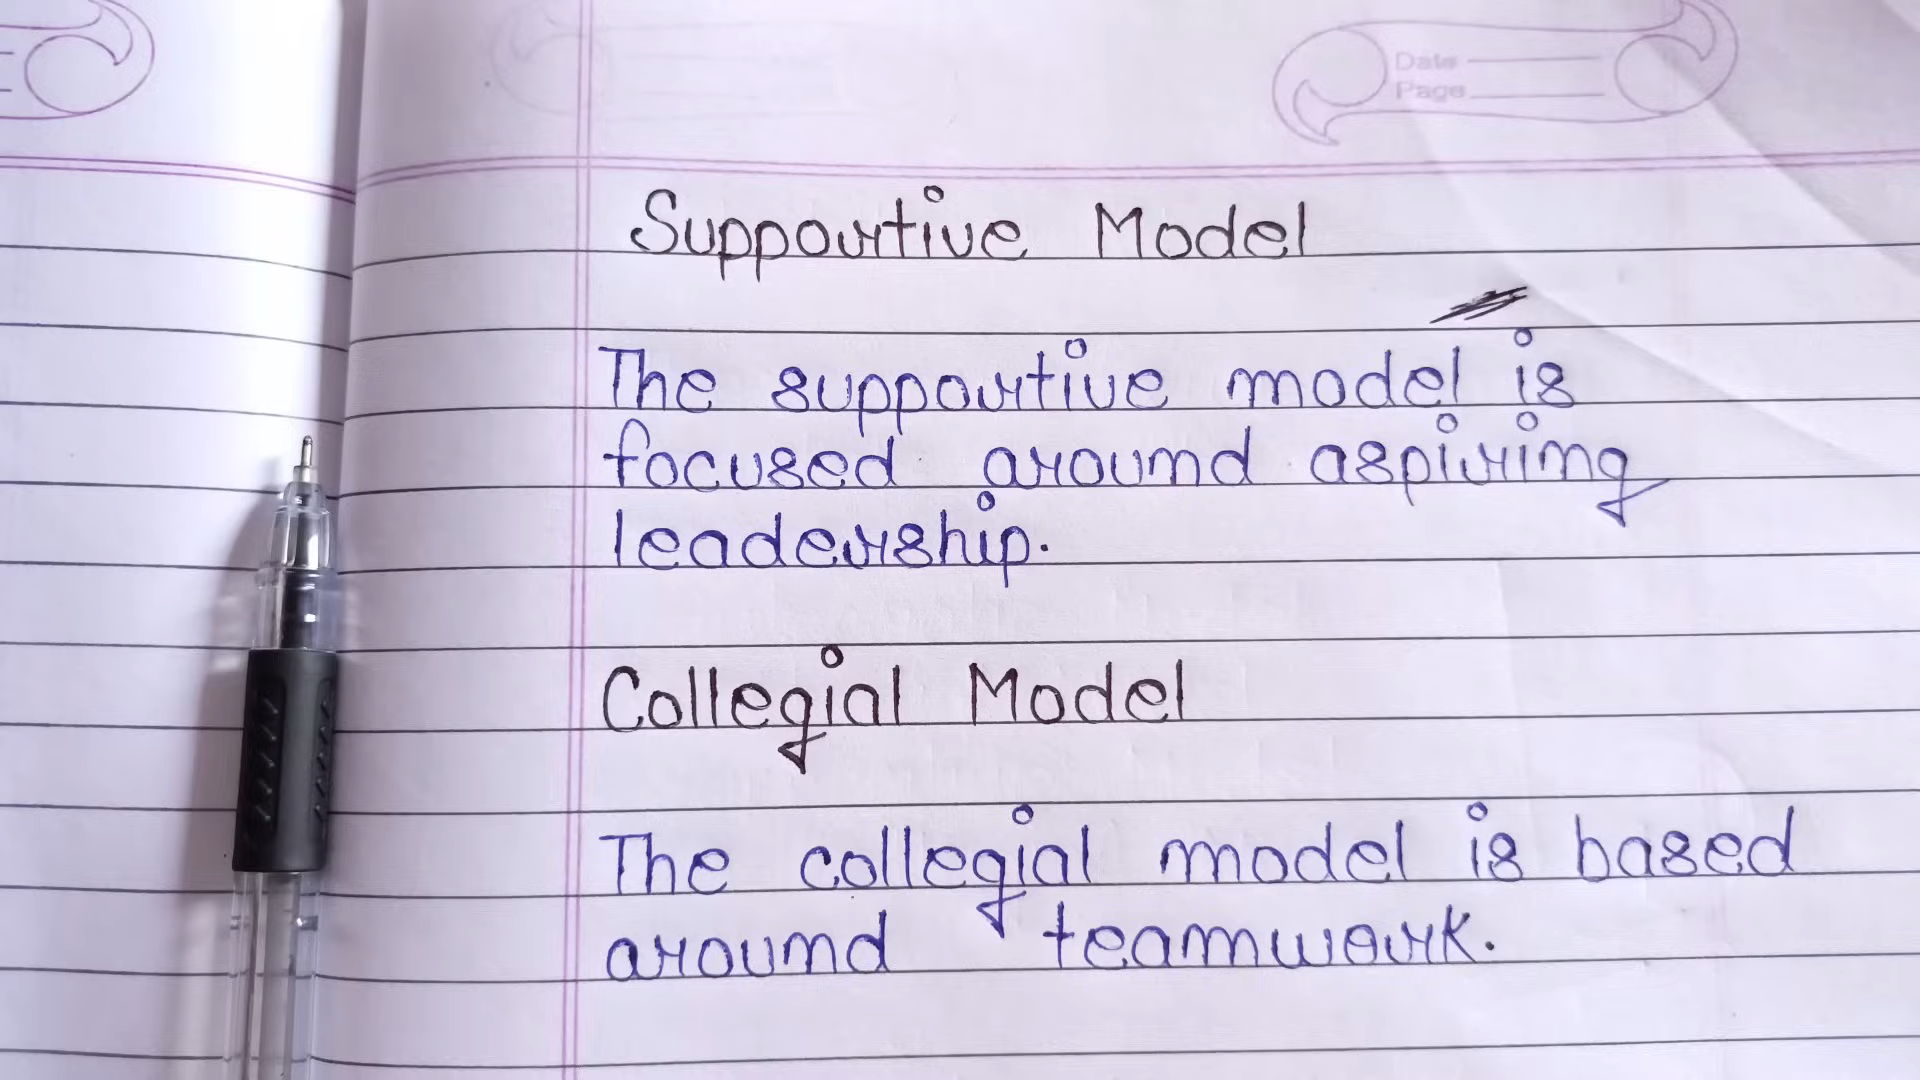 Date
Page
Supportive Model
The supportive model is
focused around aspiring
leadership.
Collegial Model
The collegial model is based
around teamwork.